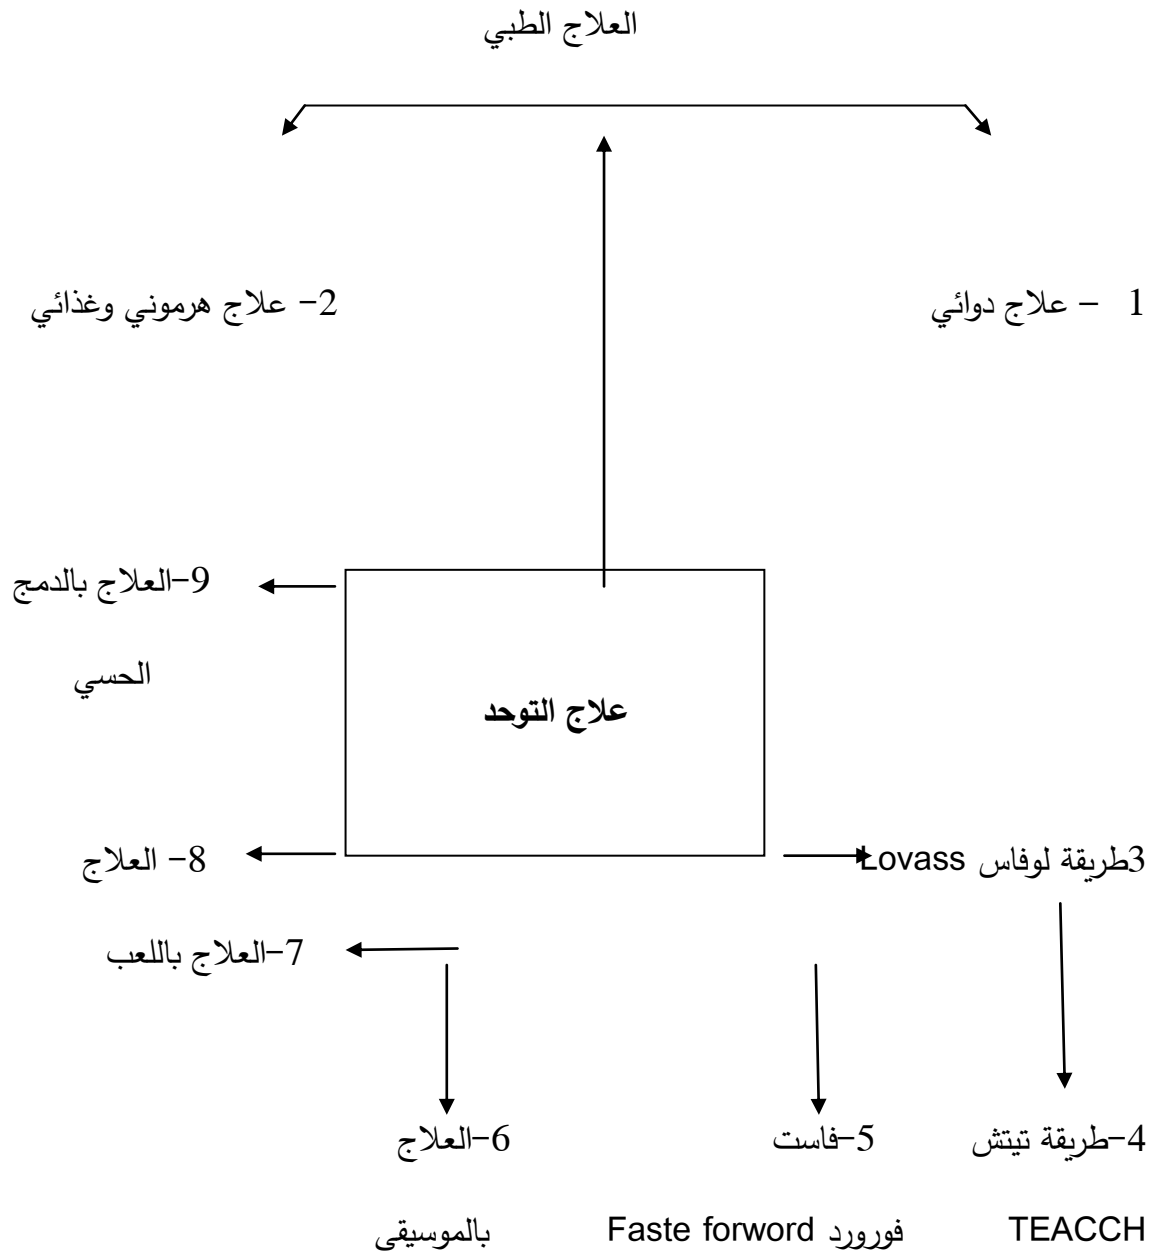 العلاج الطبي
1 – علاج دوائي
2– علاج هرموني وغذائي
9–العلاج بالدمج
الحسي
علاج التوحد
3طريقة لوفاس Lovass
8– العلاج
7–العلاج باللعب
4–طريقة تيتش
5–فاست
6–العلاج
TEACCH
فورورد Faste forword
بالموسيقى